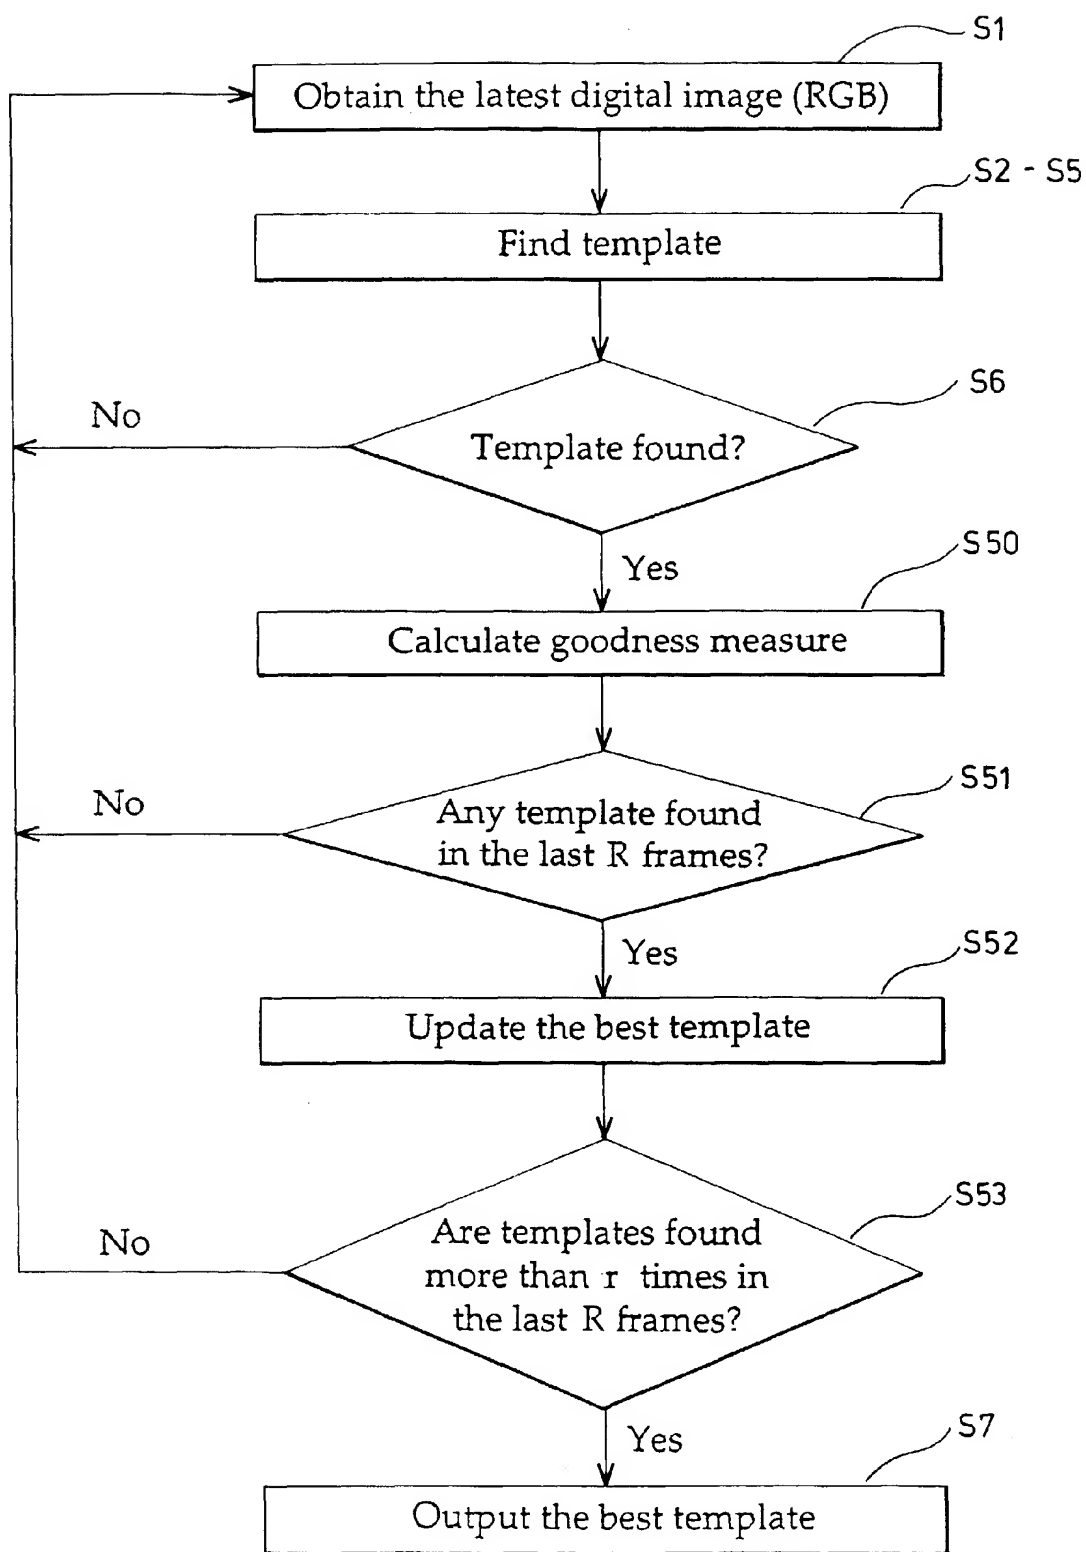 S1
Obtain the latest digital image (RGB)
S2 - S5
Find template
S6
No
Template found?
Yes
S50
Calculate goodness measure
S51
No
Any template found
in the last R frames?
Yes
S52
Update the best template
S53
No
Are templates found
more than r times in
the last R frames?
Yes
S7
Output the best template